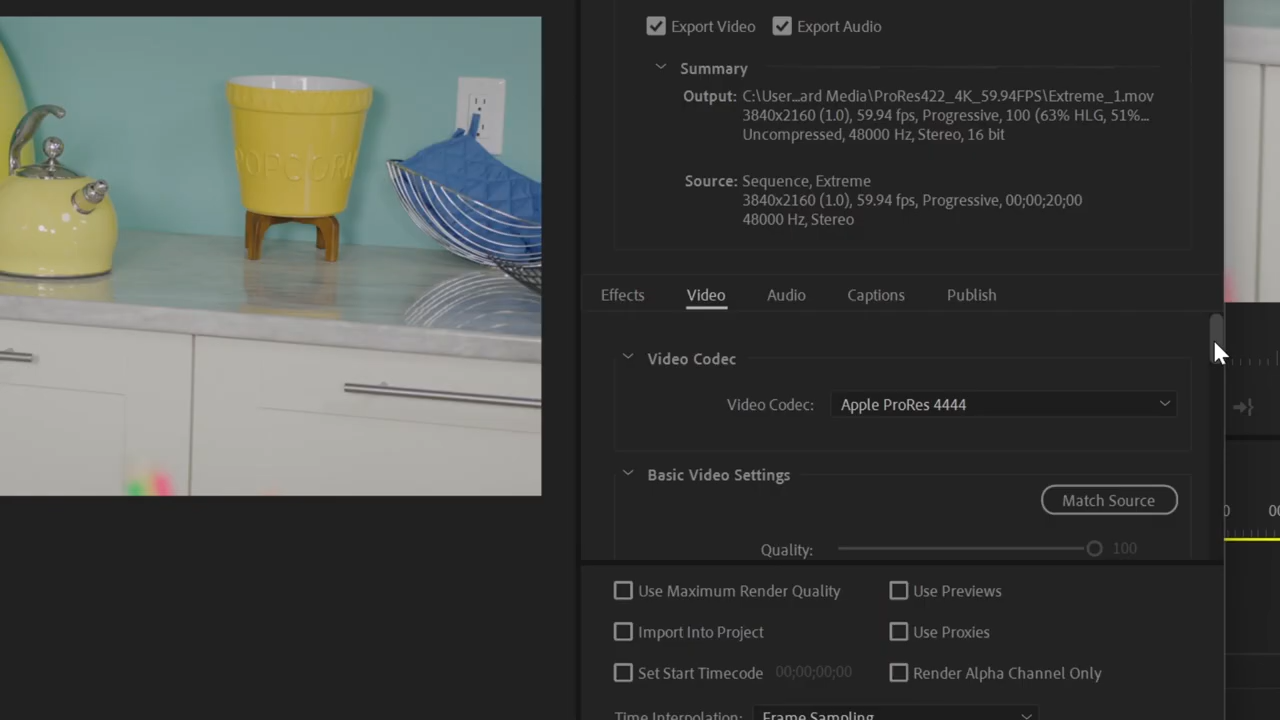 Export Video
Export Audio
Summary
Output: C:\User...ard Media\ProRes422_4K_59.94FPS\Extreme_1.mov
3840x2160 (1.0), 59.94 fps, Progressive, 100 (63% HLG, 51%...
Uncompressed, 48000 Hz, Stereo, 16 bit
Source: Sequence, Extreme
3840x2160 (1.0), 59.94 fps, Progressive, 00;00;20;00
48000 Hz, Stereo
POPCORN
Effects
Video
Audio
Captions
Publish
Video Codec
Video Codec: Apple ProRes 4444
Basic Video Settings
Match Source
Quality: 100
Use Maximum Render Quality
Use Previews
Import Into Project
Use Proxies
Set Start Timecode 00;00;00;00
Render Alpha Channel Only
Time Interpolation: Frame Sampling